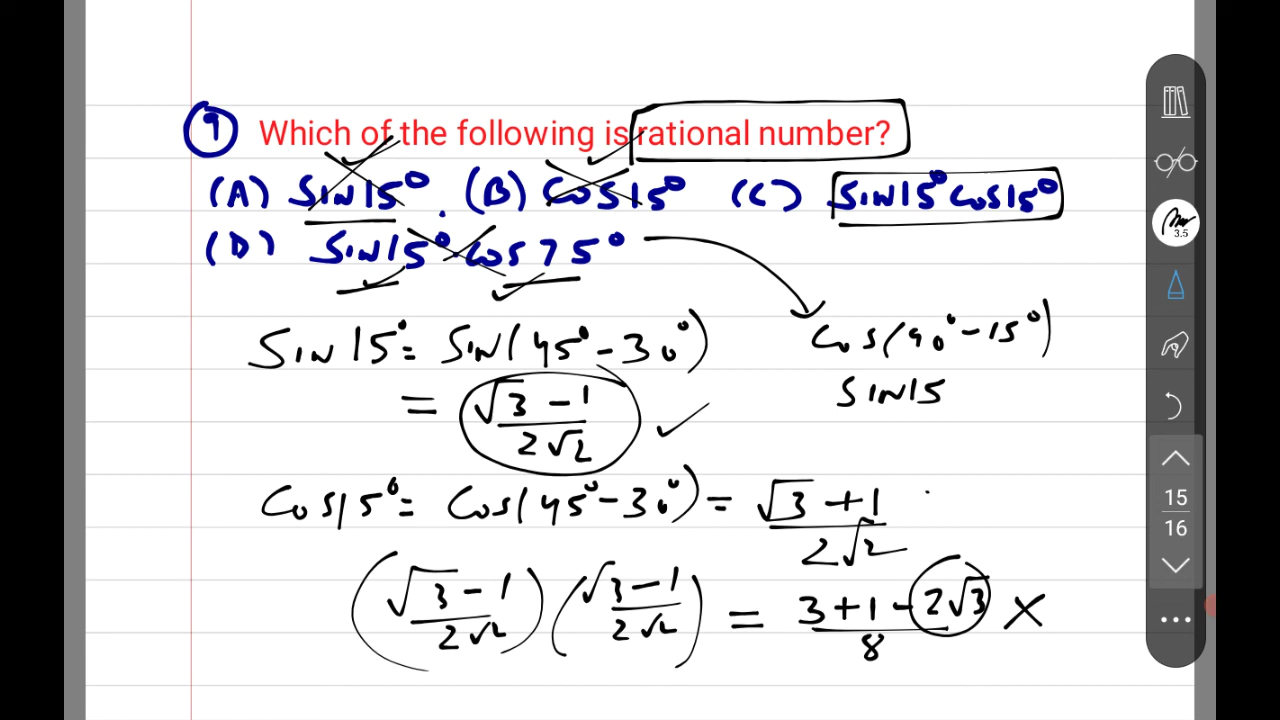 9 Which of the following is rational number?
(A) Sin15° (B) Cos15° (C) Sin15° Cos15°
(D) Sin15° Cos75°
Sin15° = Sin(45° - 30°)
= √3 - 1 / 2√2
Cos(90° - 15°)
Sin15
Cos15° = Cos(45° - 30°) = √3 + 1 / 2√2
(√3 - 1 / 2√2) (√3 - 1 / 2√2) = 3 + 1 - 2√3 / 8 ×
3.5
15
16